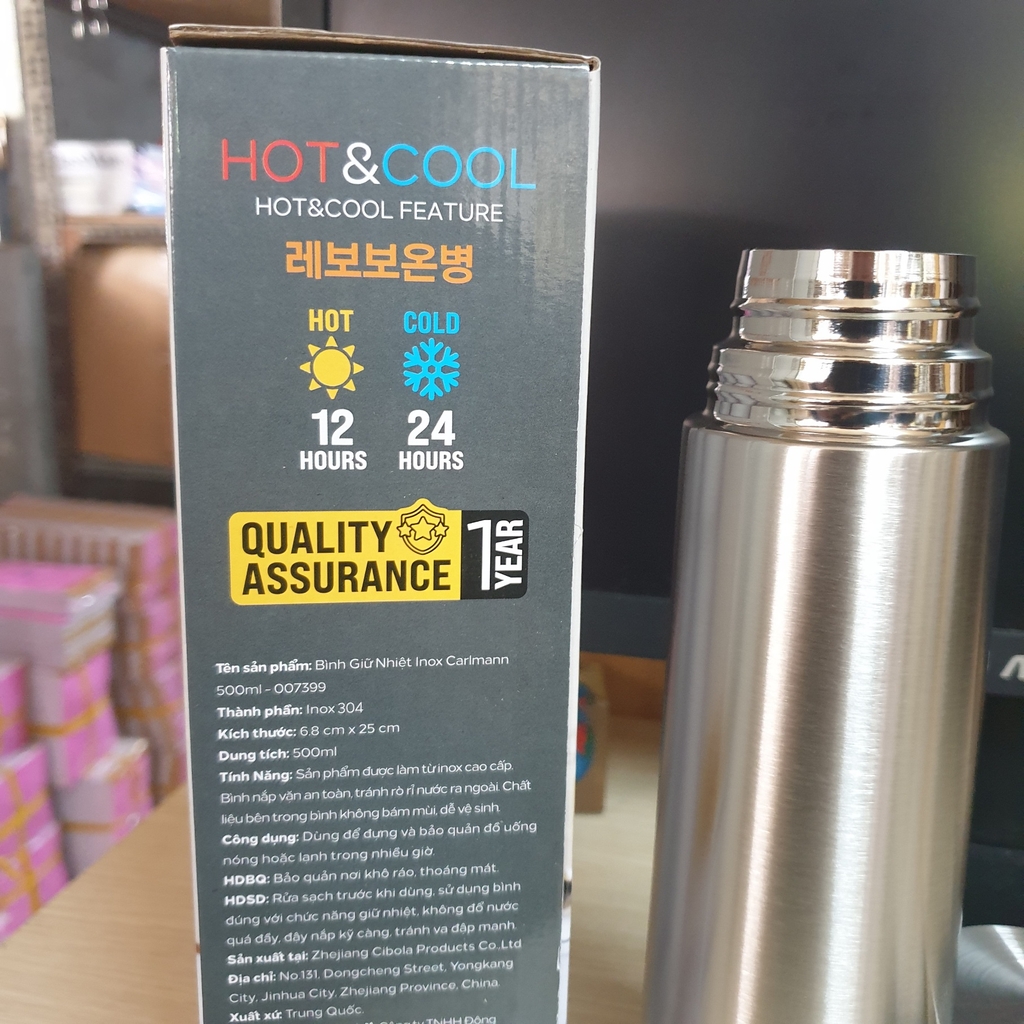 HOT&COOL
HOT&COOL FEATURE
레보보온병
HOT COLD
12 24
HOURS HOURS
QUALITY
ASSURANCE
1 YEAR
Tên sản phẩm: Bình Giữ Nhiệt Inox Carlmann
500ml - 007399
Thành phần: Inox 304
Kích thước: 6.8 cm x 25 cm
Dung tích: 500ml
Tính Năng: Sản phẩm được làm từ inox cao cấp.
Bình nắp vặn an toàn, tránh rò rỉ nước ra ngoài. Chất
liệu bên trong bình không bám mùi, dễ vệ sinh.
Công dụng: Dùng để đựng và bảo quản đồ uống
nóng hoặc lạnh trong nhiều giờ.
HDBQ: Bảo quản nơi khô ráo, thoáng mát.
HDSD: Rửa sạch trước khi dùng, sử dụng bình
đúng với chức năng giữ nhiệt, không đổ nước
quá đầy, đậy nắp kỹ càng, tránh va đập mạnh.
Sản xuất tại: Zhejiang Cibola Products Co.,Ltd
Địa chỉ: No.131, Dongcheng Street, Yongkang
City, Jinhua City, Zhejiang Province, China.
Xuất xứ: Trung Quốc.
Công ty TNHH Đông